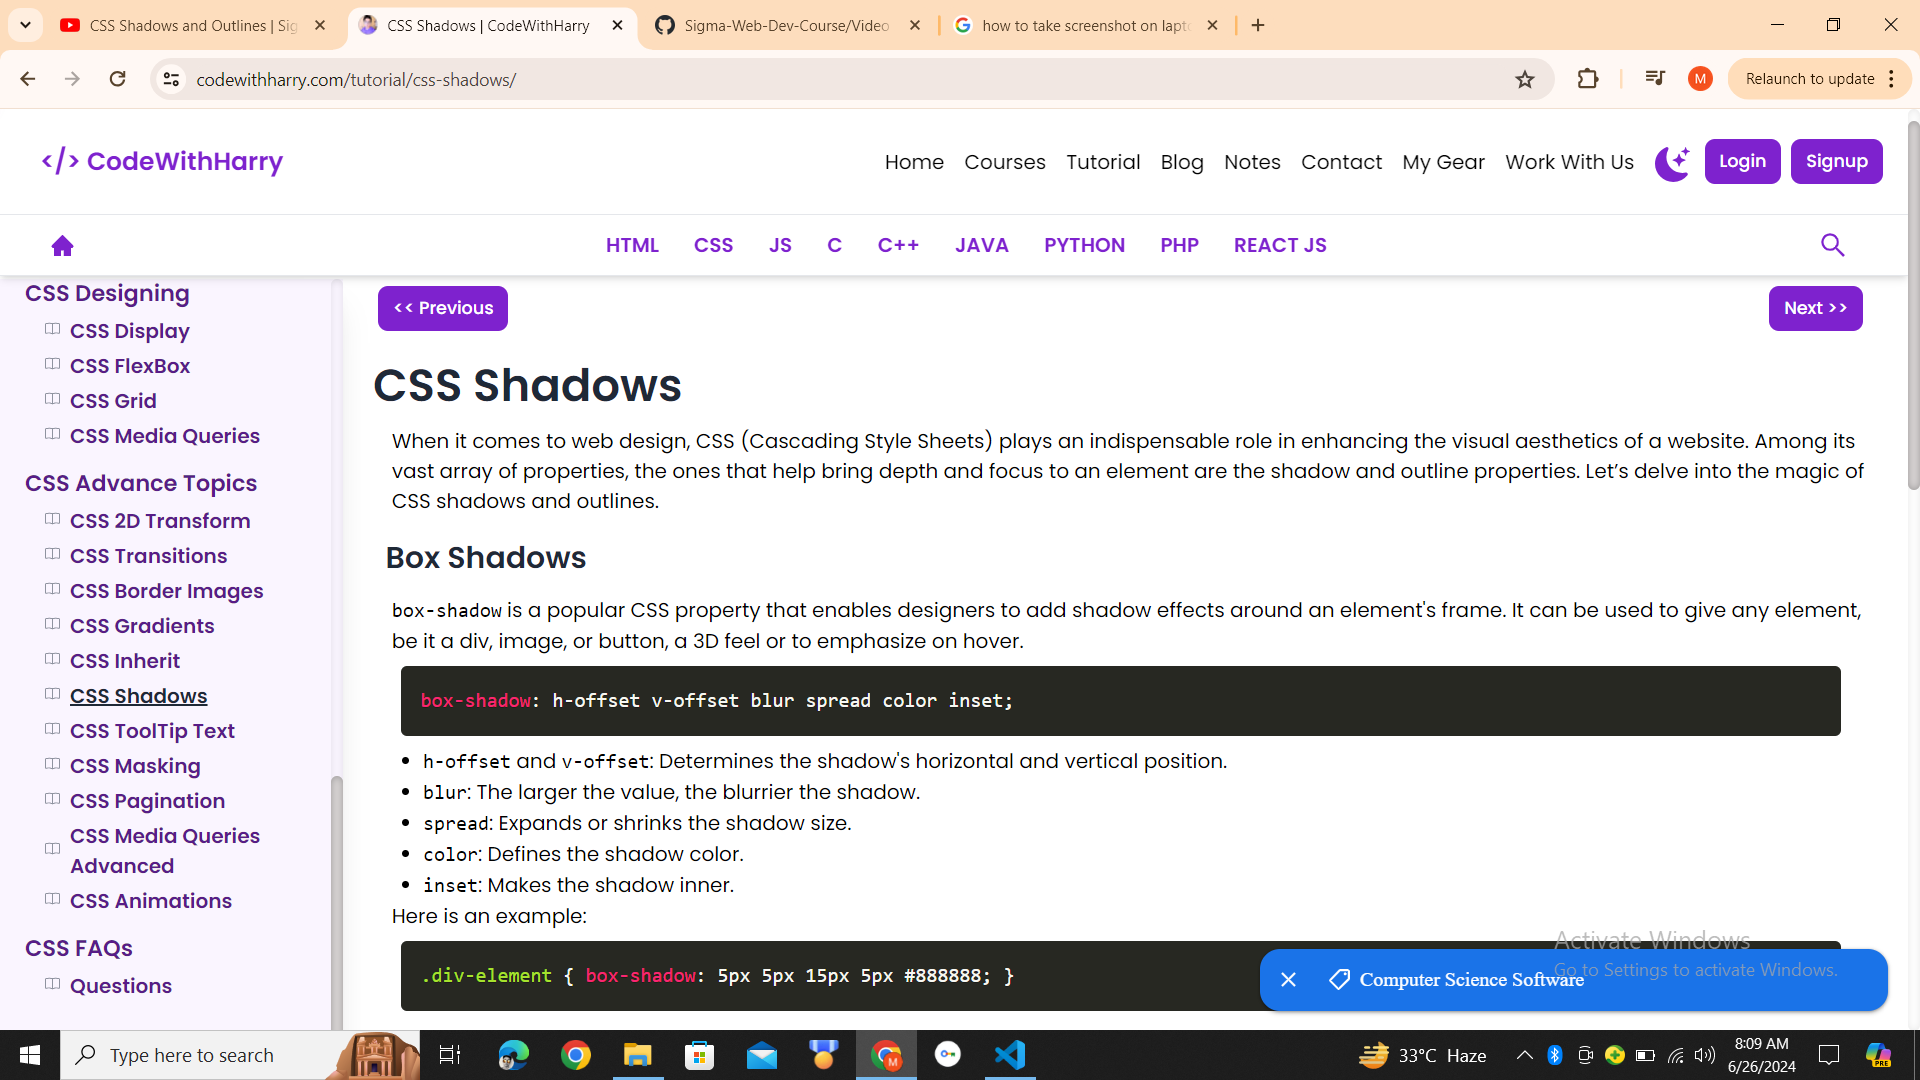 CSS Shadows and Outlines | Sig
CSS Shadows | CodeWithHarry
Sigma-Web-Dev-Course/Video
how to take screenshot on lapt
codewithharry.com/tutorial/css-shadows/
M
Relaunch to update
</> CodeWithHarry
Home Courses Tutorial Blog Notes Contact My Gear Work With Us Login Signup
HTML CSS JS C C++ JAVA PYTHON PHP REACT JS
CSS Designing
CSS Display
CSS FlexBox
CSS Grid
CSS Media Queries
CSS Advance Topics
CSS 2D Transform
CSS Transitions
CSS Border Images
CSS Gradients
CSS Inherit
CSS Shadows
CSS ToolTip Text
CSS Masking
CSS Pagination
CSS Media Queries
Advanced
CSS Animations
CSS FAQs
Questions
<< Previous
Next >>
CSS Shadows
When it comes to web design, CSS (Cascading Style Sheets) plays an indispensable role in enhancing the visual aesthetics of a website. Among its
vast array of properties, the ones that help bring depth and focus to an element are the shadow and outline properties. Let’s delve into the magic of
CSS shadows and outlines.
Box Shadows
box-shadow is a popular CSS property that enables designers to add shadow effects around an element's frame. It can be used to give any element,
be it a div, image, or button, a 3D feel or to emphasize on hover.
box-shadow: h-offset v-offset blur spread color inset;
• h-offset and v-offset: Determines the shadow's horizontal and vertical position.
• blur: The larger the value, the blurrier the shadow.
• spread: Expands or shrinks the shadow size.
• color: Defines the shadow color.
• inset: Makes the shadow inner.
Here is an example:
.div-element { box-shadow: 5px 5px 15px 5px #888888; }
Activate Windows
Go to Settings to activate Windows.
Computer Science Software
Type here to search
M
33°C Haze
8:09 AM
6/26/2024
PRE